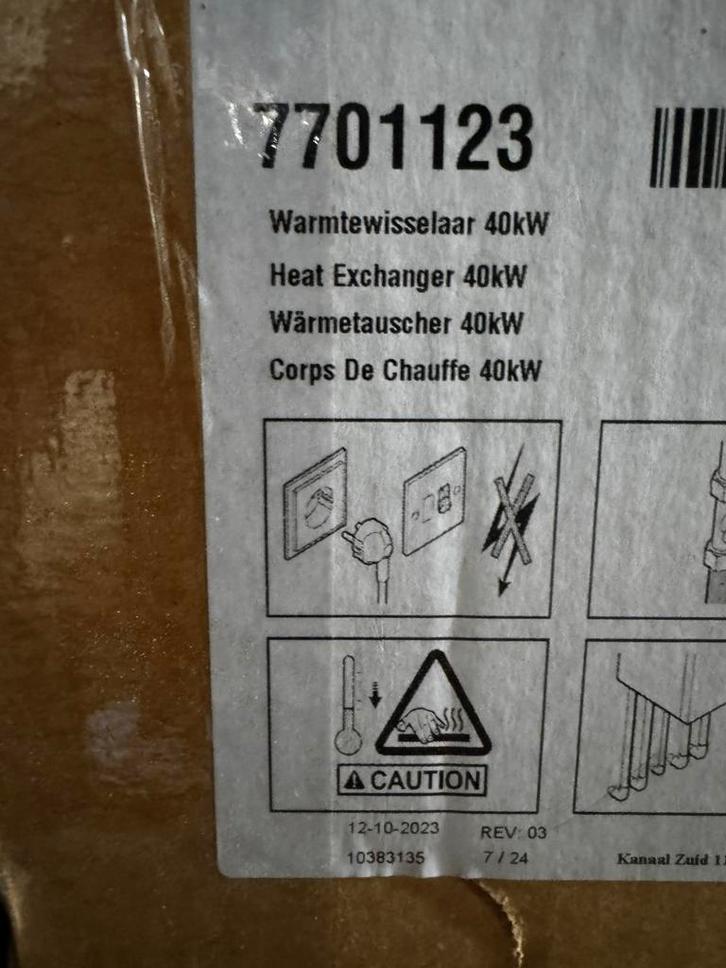 7701123
Warmtewisselaar 40kW
Heat Exchanger 40kW
Wärmetauscher 40kW
Corps De Chauffe 40kW
CAUTION
12-10-2023 REV: 03
10383135 7 / 24
Kanaal Zuid